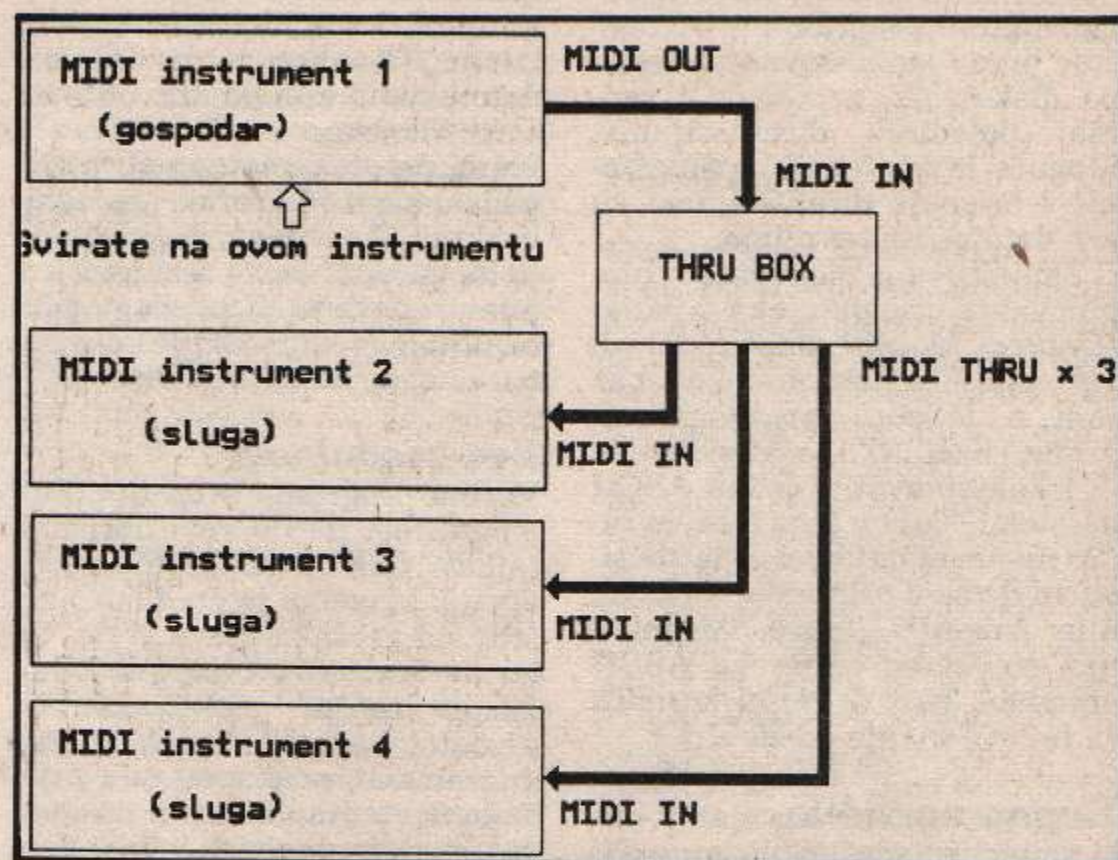 MIDI instrument 1
(gospodar)
MIDI OUT
MIDI IN
Svirate na ovom instrumentu
THRU BOX
MIDI THRU x 3
MIDI instrument 2
(sluga)
MIDI IN
MIDI instrument 3
(sluga)
MIDI IN
MIDI instrument 4
(sluga)
MIDI IN